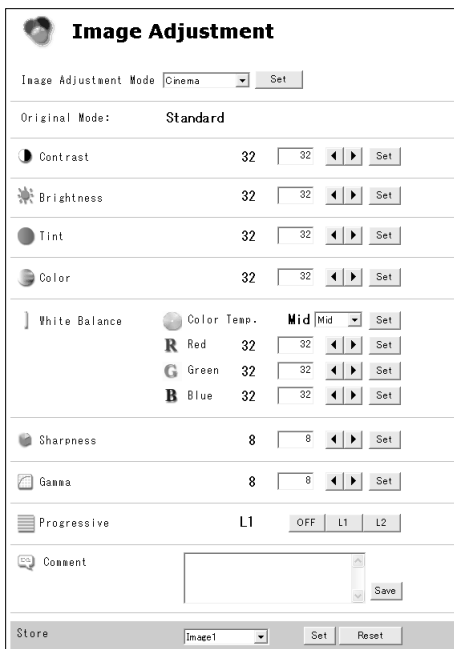 Image Adjustment
Image Adjustment Mode Cinema Set
Original Mode: Standard
Contrast 32 32 Set
Brightness 32 32 Set
Tint 32 32 Set
Color 32 32 Set
White Balance Color Temp. Mid Mid Set
R Red 32 32 Set
G Green 32 32 Set
B Blue 32 32 Set
Sharpness 8 8 Set
Gamma 8 8 Set
Progressive L1 OFF L1 L2
Comment
Save
Store Image1 Set Reset